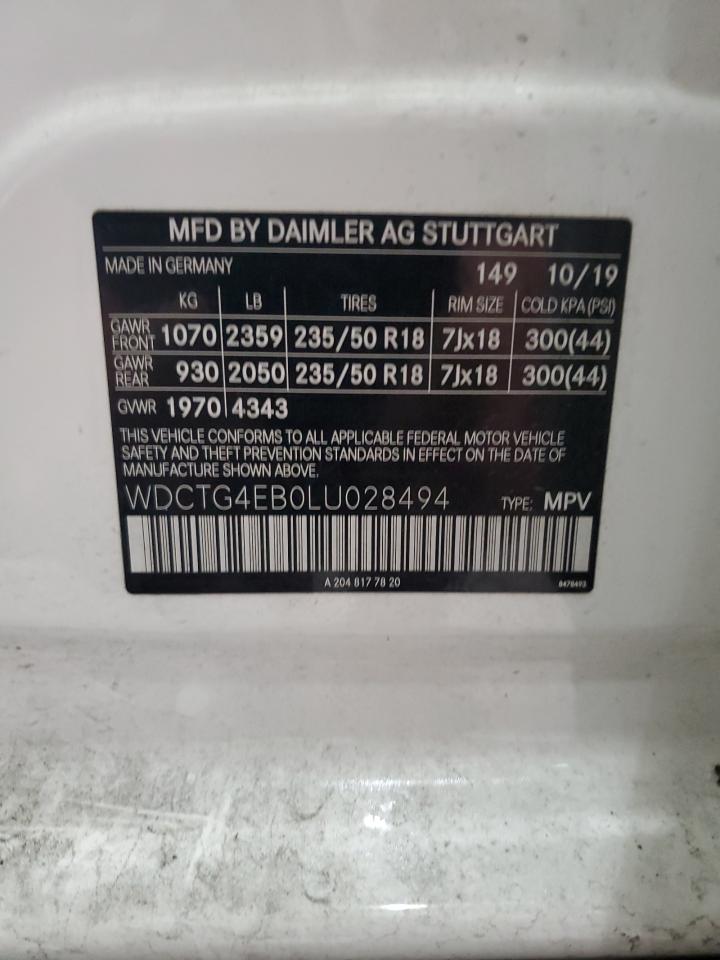 MFD BY DAIMLER AG STUTTGART
MADE IN GERMANY 149 10/19
KG LB TIRES RIM SIZE COLD KPA (PSI)
GAWR FRONT 1070 2359 235/50 R18 7Jx18 300(44)
GAWR REAR 930 2050 235/50 R18 7Jx18 300(44)
GVWR 1970 4343
THIS VEHICLE CONFORMS TO ALL APPLICABLE FEDERAL MOTOR VEHICLE
SAFETY AND THEFT PREVENTION STANDARDS IN EFFECT ON THE DATE OF
MANUFACTURE SHOWN ABOVE.
WDCTG4EB0LU028494 TYPE: MPV
A 204 817 78 20 8478493